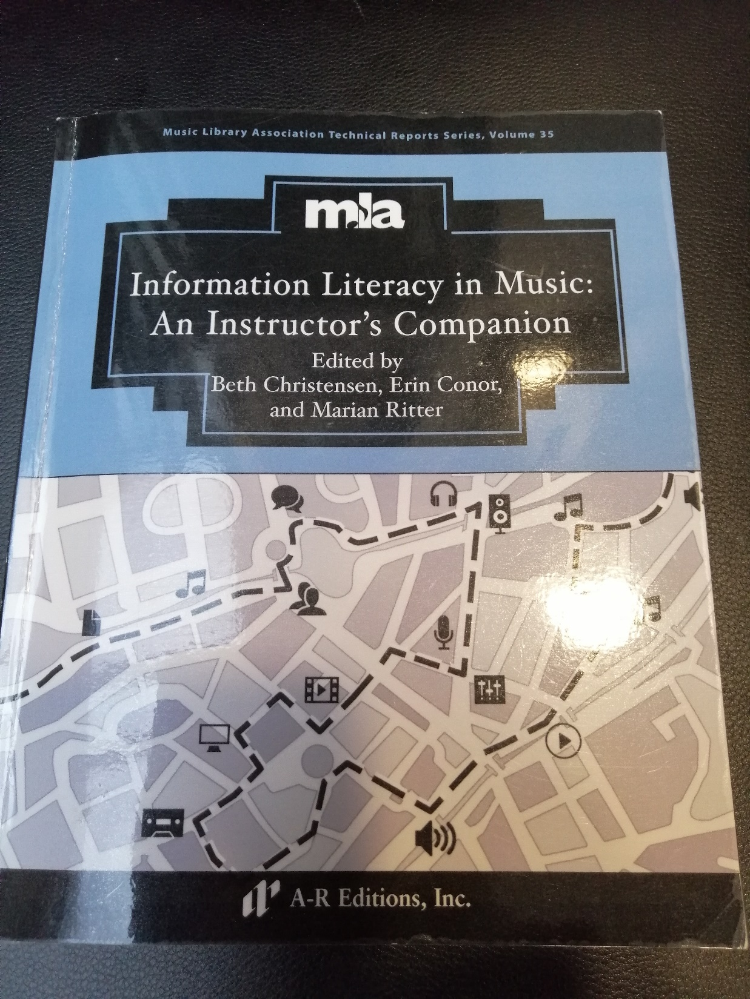 Music Library Association Technical Reports Series, Volume 35
mla
Information Literacy in Music:
An Instructor's Companion
Edited by
Beth Christensen, Erin Conor,
and Marian Ritter
A-R Editions, Inc.